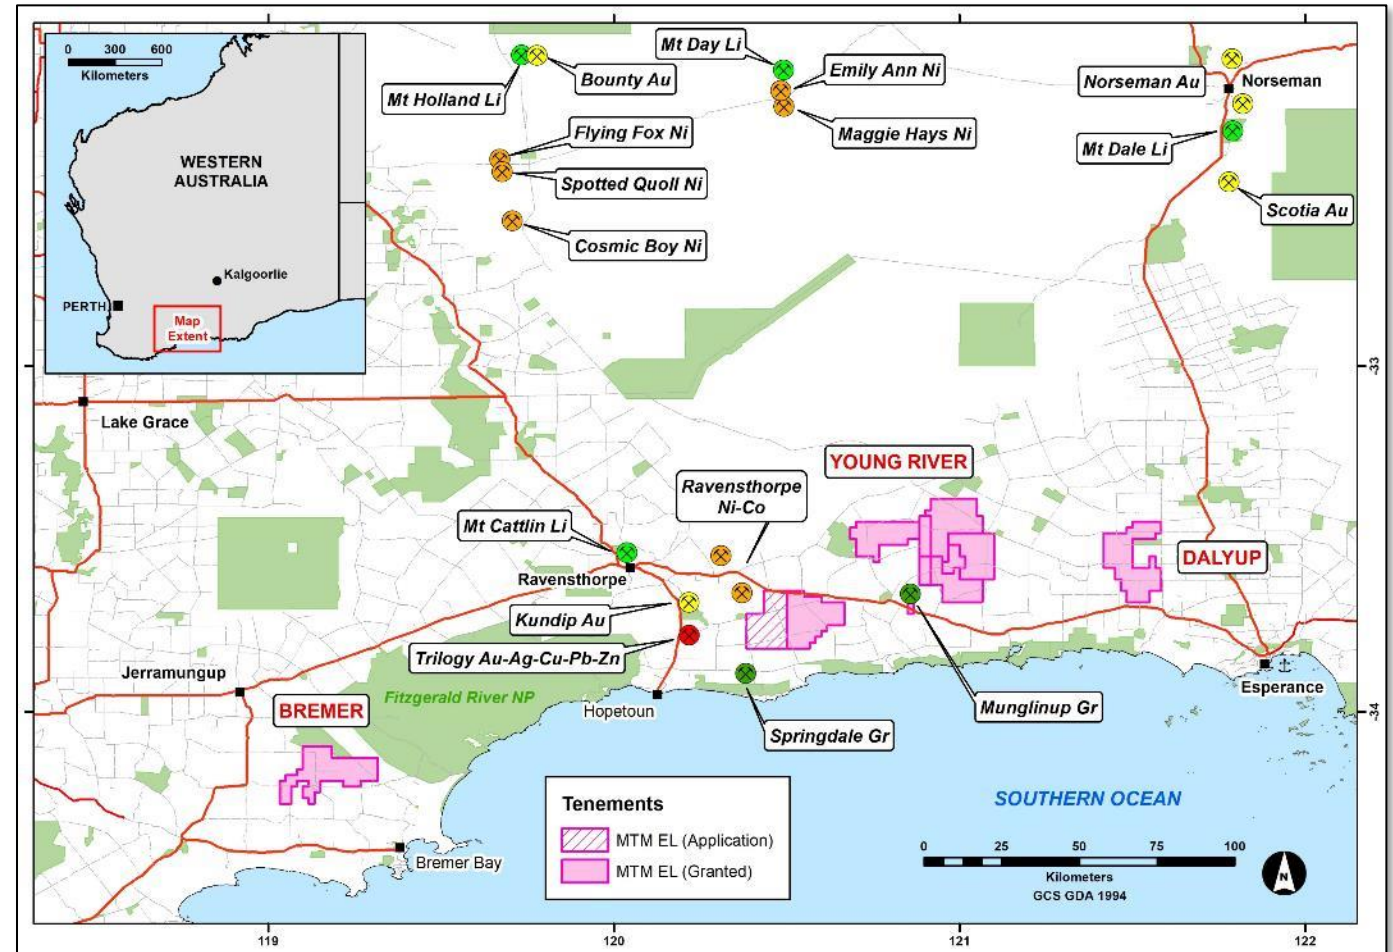 0 300 600
Kilometers
WESTERN
AUSTRALIA
Kalgoorlie
PERTH
Map
Extent
Mt Holland Li
Bounty Au
Mt Day Li
Emily Ann Ni
Maggie Hays Ni
Norseman Au
Norseman
Mt Dale Li
Scotia Au
Flying Fox Ni
Spotted Quoll Ni
Cosmic Boy Ni
-33
Lake Grace
YOUNG RIVER
Ravensthorpe
Ni-Co
Mt Cattlin Li
Ravensthorpe
DALYUP
Kundip Au
Trilogy Au-Ag-Cu-Pb-Zn
Jerramungup
Fitzgerald River NP
BREMER
Hopetoun
Springdale Gr
Munglinup Gr
Esperance
-34
Tenements
MTM EL (Application)
MTM EL (Granted)
SOUTHERN OCEAN
0 25 50 75 100
Kilometers
GCS GDA 1994
N
Bremer Bay
119 120 121 122